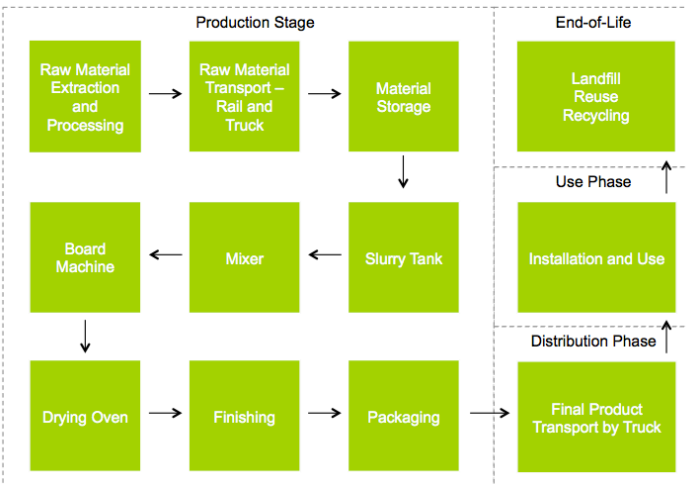 Production Stage
End-of-Life
Raw Material
Extraction
and
Processing
Raw Material
Transport –
Rail and
Truck
Material
Storage
Landfill
Reuse
Recycling
Use Phase
Board
Machine
Mixer
Slurry Tank
Installation and Use
Distribution Phase
Drying Oven
Finishing
Packaging
Final Product
Transport by Truck